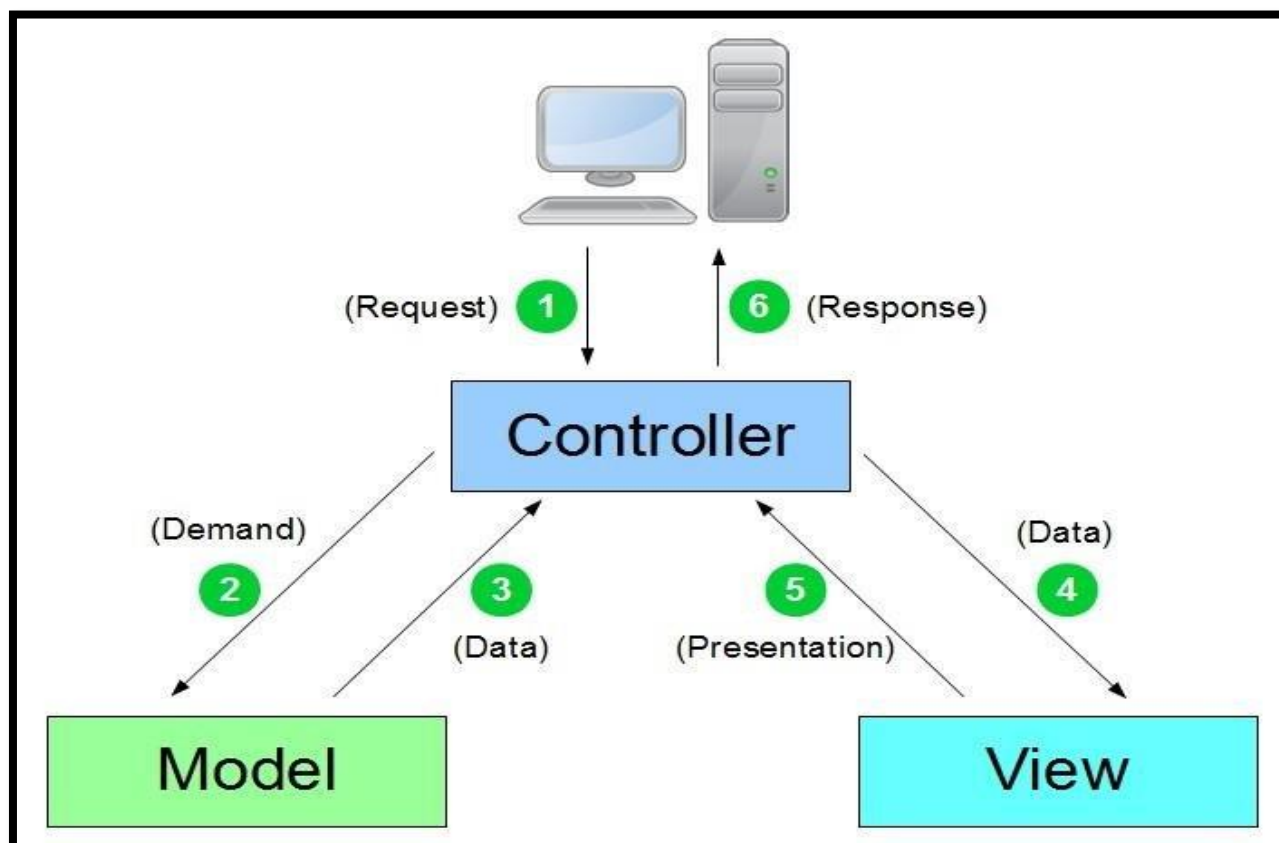 (Request) 1
6 (Response)
Controller
(Demand)
2
3
(Data)
(Data)
4
5
(Presentation)
Model
View